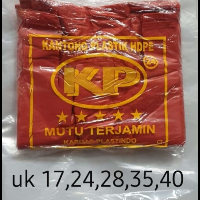 KANTONG PLASTIK HDPE
KP
MUTU TERJAMIN
uk 17,24,28,35,40